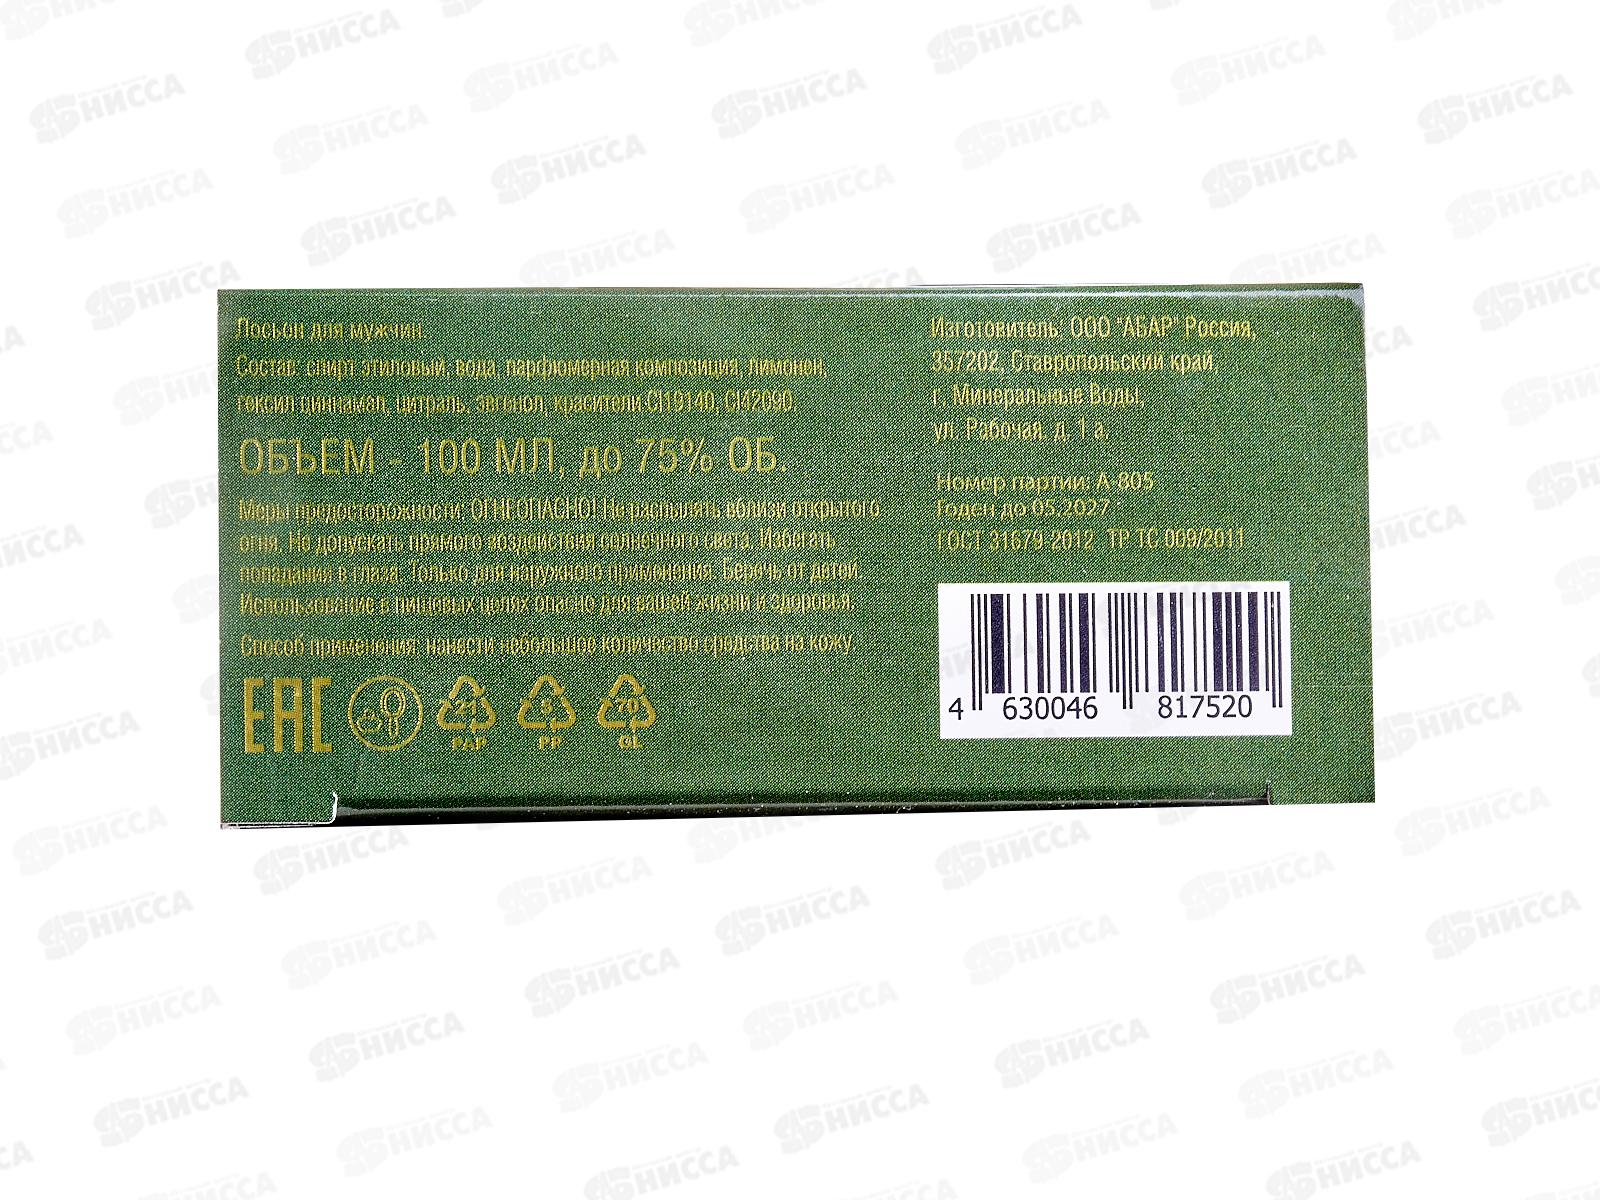 Лосьон для мужчин.
Состав: спирт этиловый, вода, парфюмерная композиция, лимонен,
гексил циннамал, цитраль, эвгенол, красители CI19140, CI42090.
ОБЪЕМ - 100 МЛ, до 75% ОБ.
Меры предосторожности: ОГНЕОПАСНО! Не распылять вблизи открытого
огня. Не допускать прямого воздействия солнечного света. Избегать
попадания в глаза. Только для наружного применения. Беречь от детей.
Использование в пищевых целях опасно для вашей жизни и здоровья.
Способ применения: нанести небольшое количество средства на кожу.
EAC
21
PAP
5
PP
70
GL
Изготовитель: ООО "АБАР" Россия,
357202, Ставропольский край,
г. Минеральные Воды,
ул. Рабочая, д. 1 а.
Номер партии: А-805
Годен до 05.2027
ГОСТ 31679-2012 ТР ТС 009/2011
4 630046 817520
НИССА